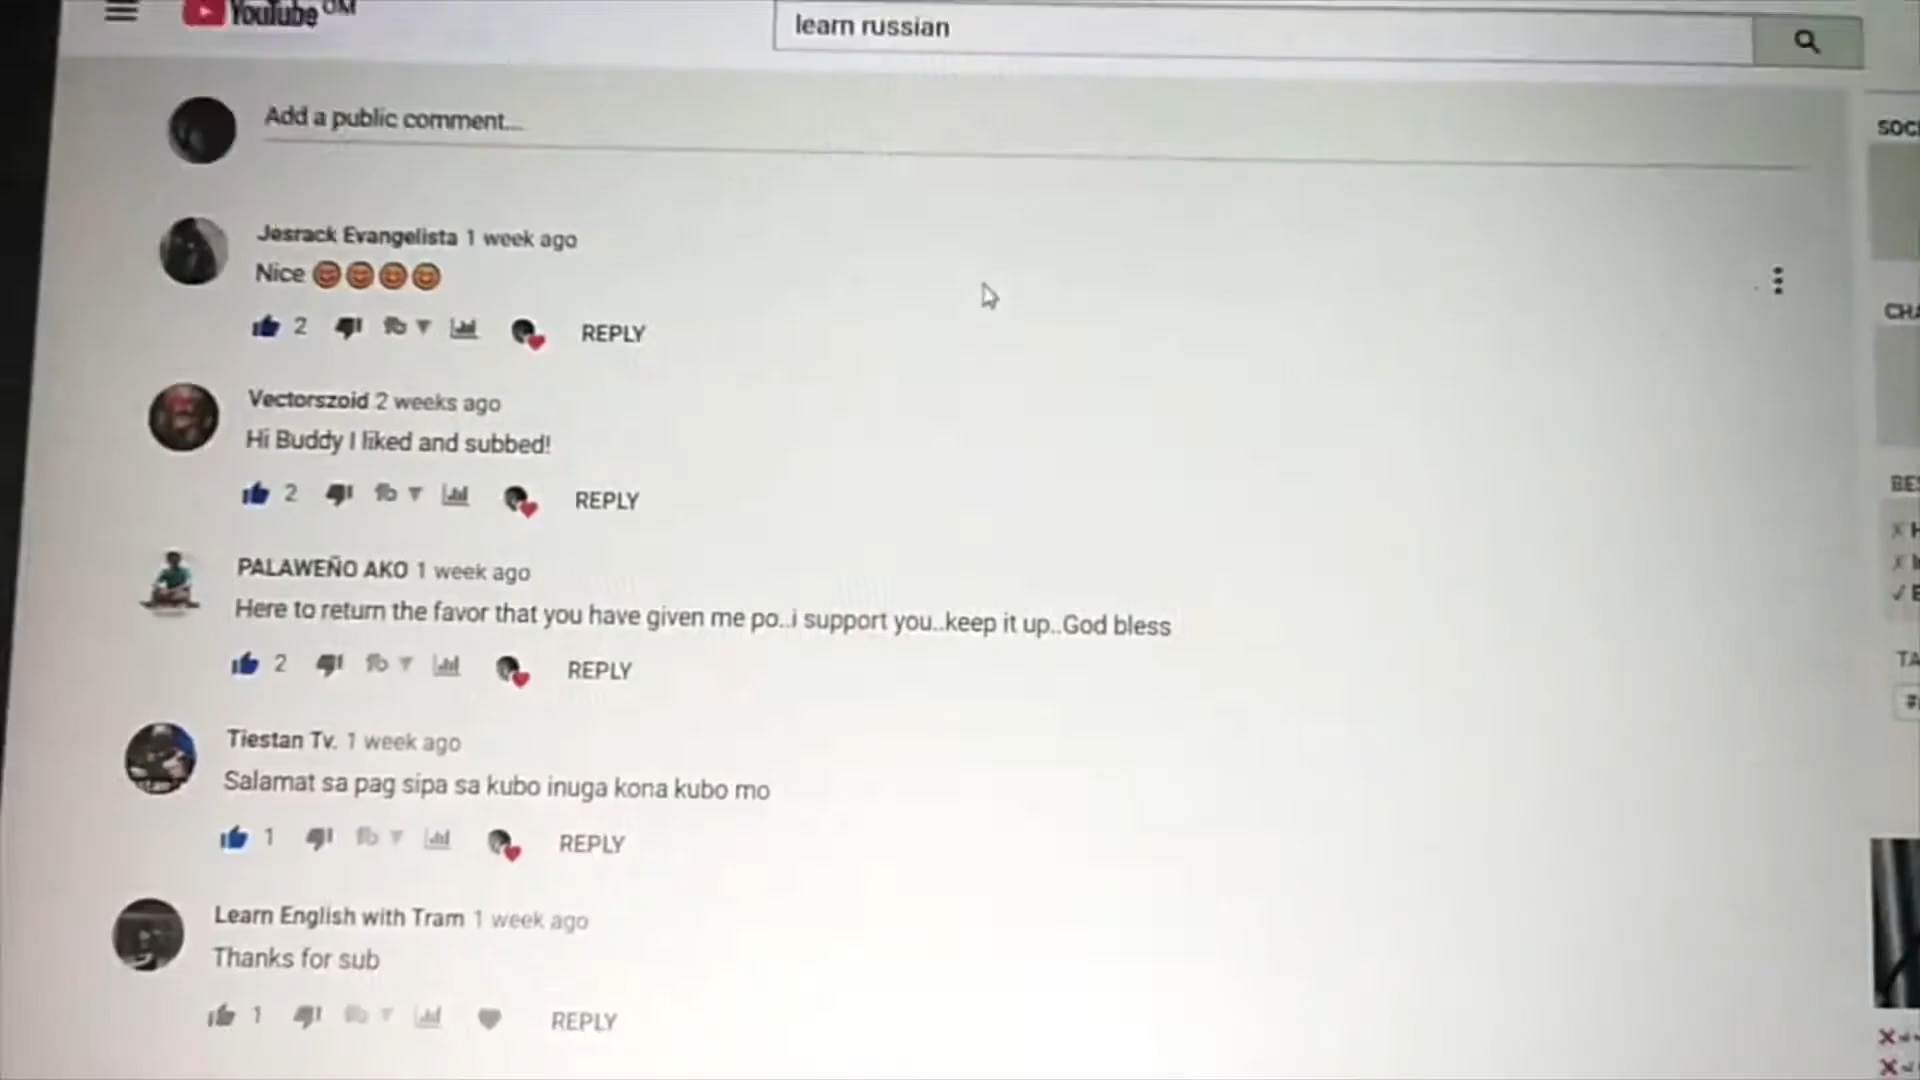 YouTube OM
learn russian
Add a public comment...
Jesrack Evangelista 1 week ago
Nice
2 REPLY
Vectorszoid 2 weeks ago
Hi Buddy I liked and subbed!
2 REPLY
PALAWEÑO AKO 1 week ago
Here to return the favor that you have given me po..i support you..keep it up..God bless
2 REPLY
Tiestan Tv. 1 week ago
Salamat sa pag sipa sa kubo inuga kona kubo mo
1 REPLY
Learn English with Tram 1 week ago
Thanks for sub
1 REPLY